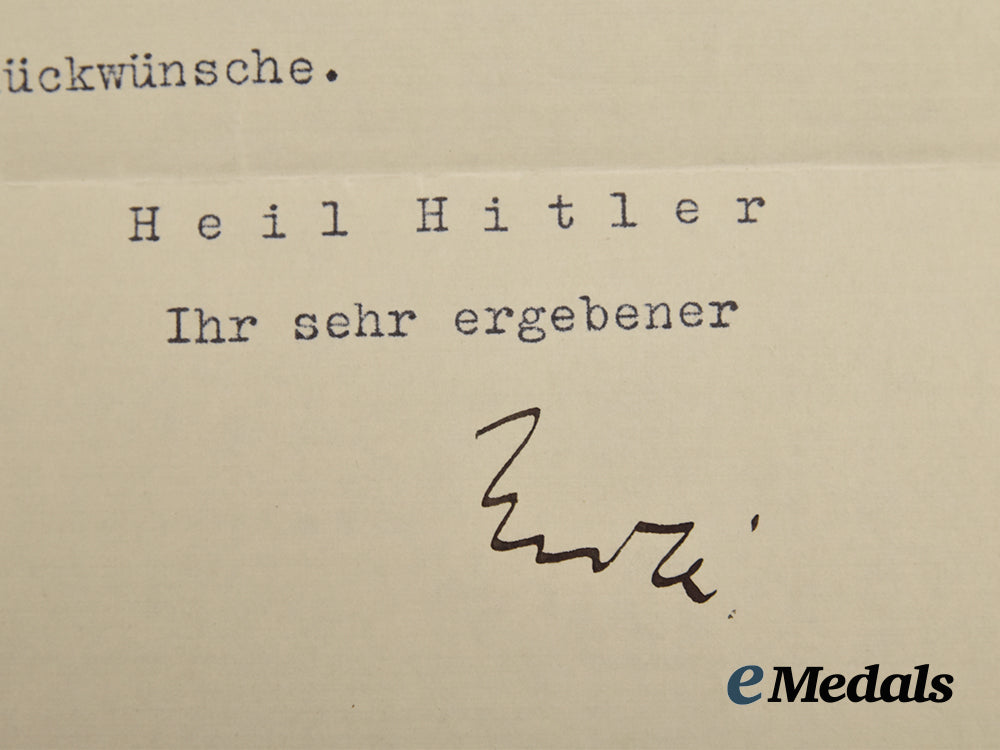 ückwünsche.
Heil Hitler
Ihr sehr ergebener
eMedals